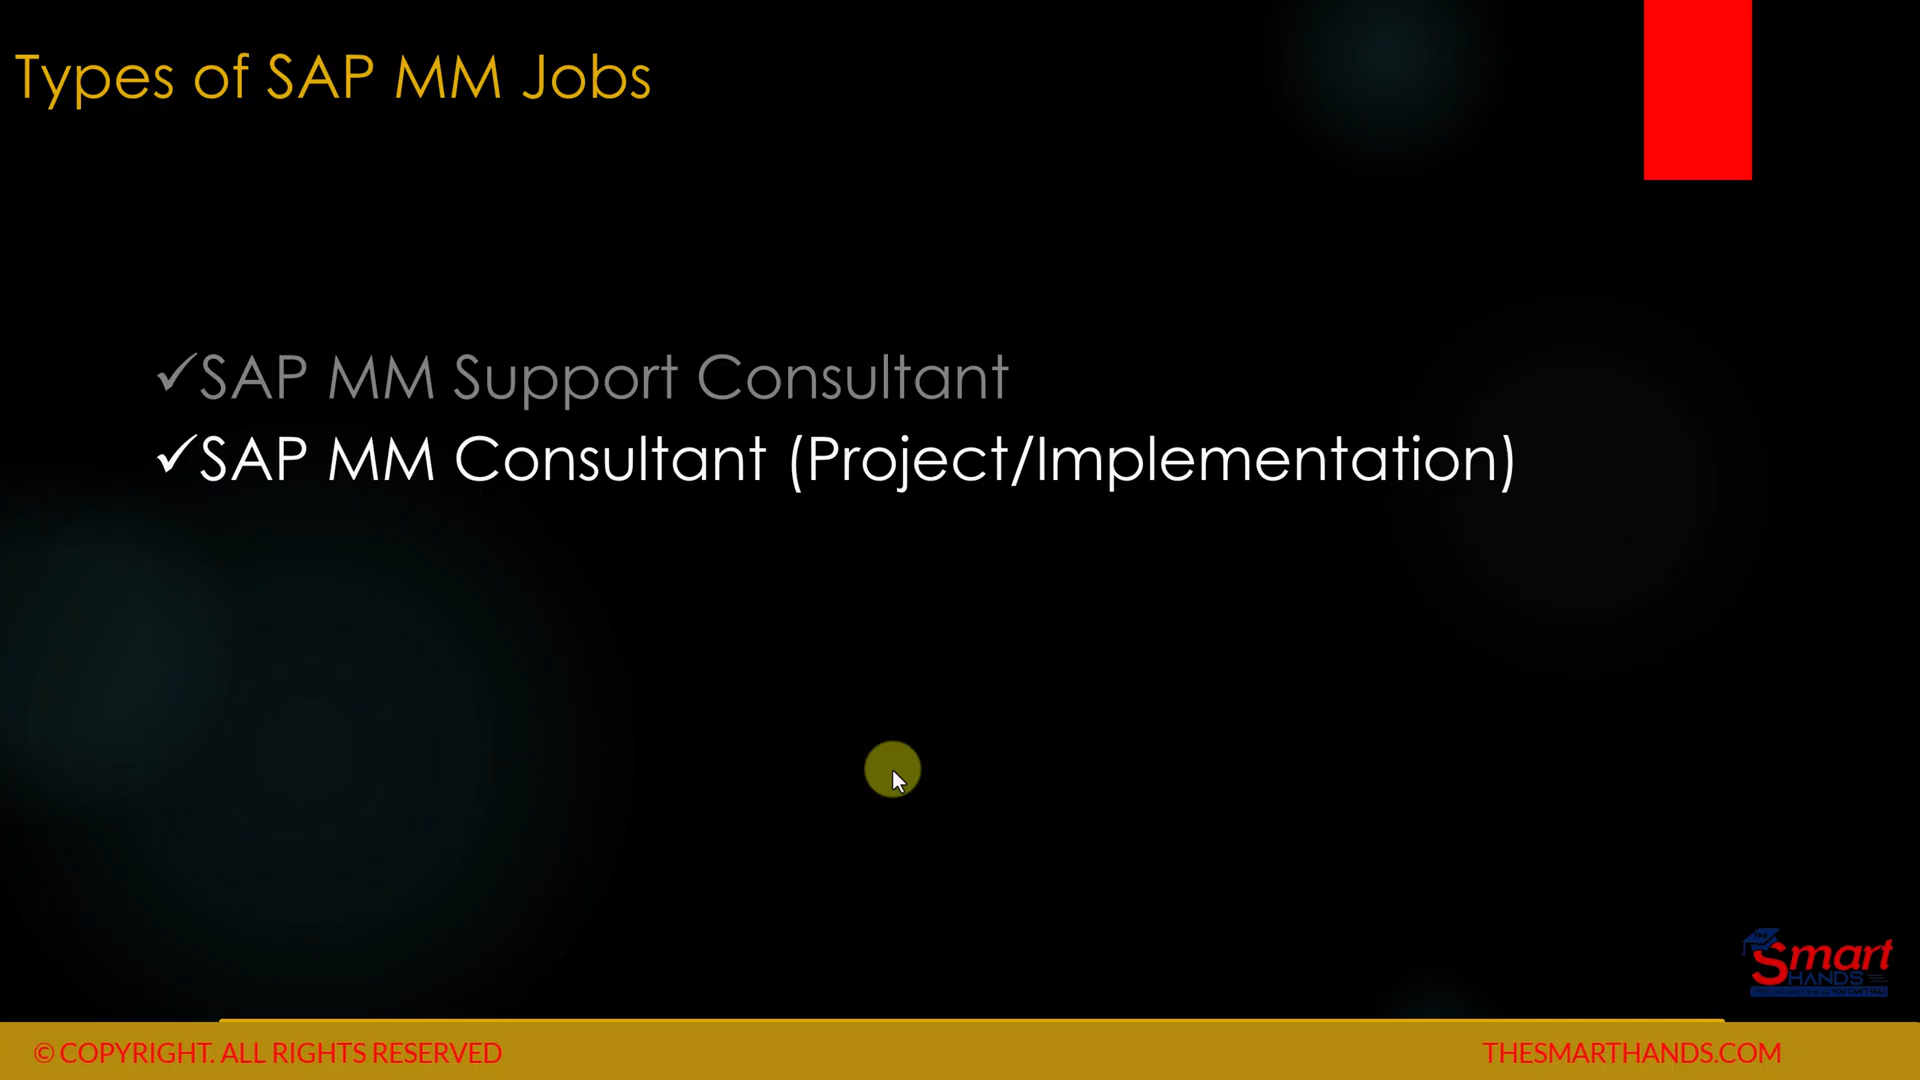 Types of SAP MM Jobs
✓SAP MM Support Consultant
✓SAP MM Consultant (Project/Implementation)
Smart
HANDS
© COPYRIGHT. ALL RIGHTS RESERVED
THESMARTHANDS.COM